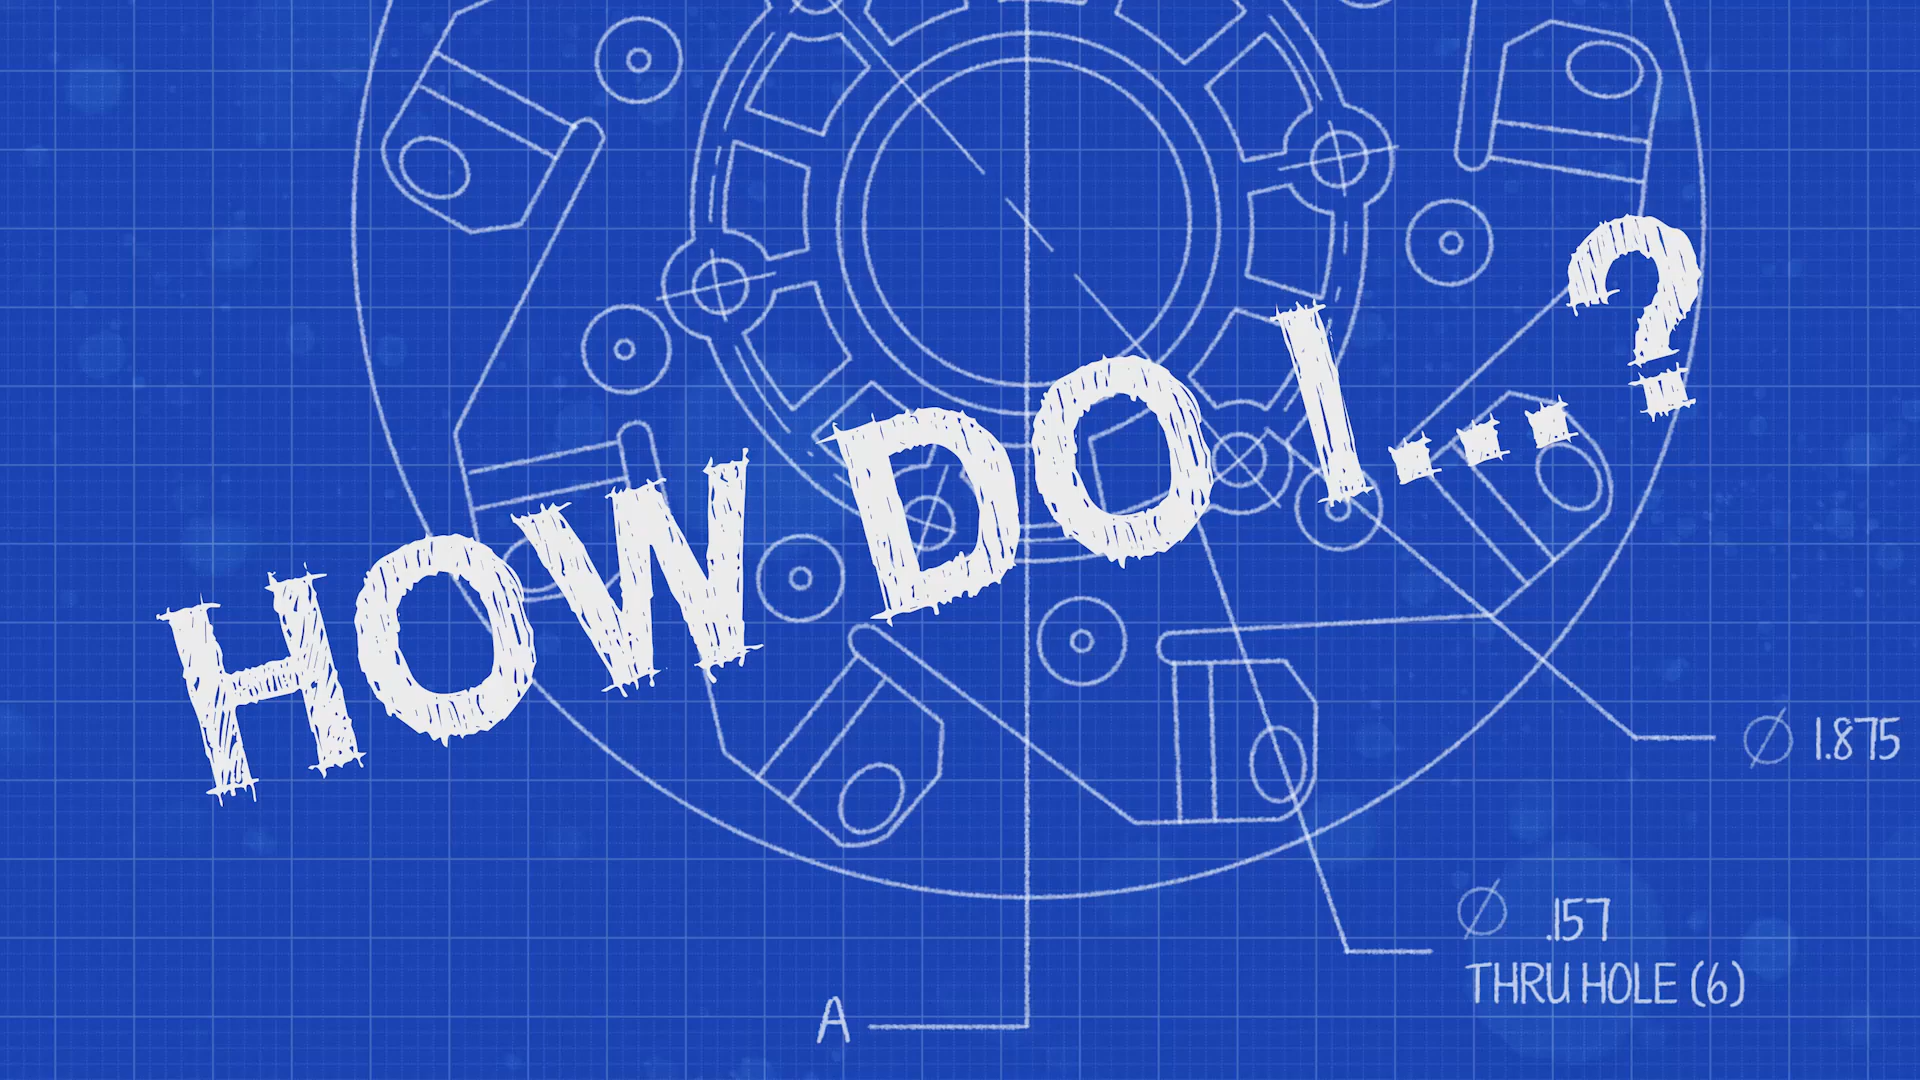 HOW DO I...?
Ø 1.875
Ø .157
THRU HOLE (6)
A